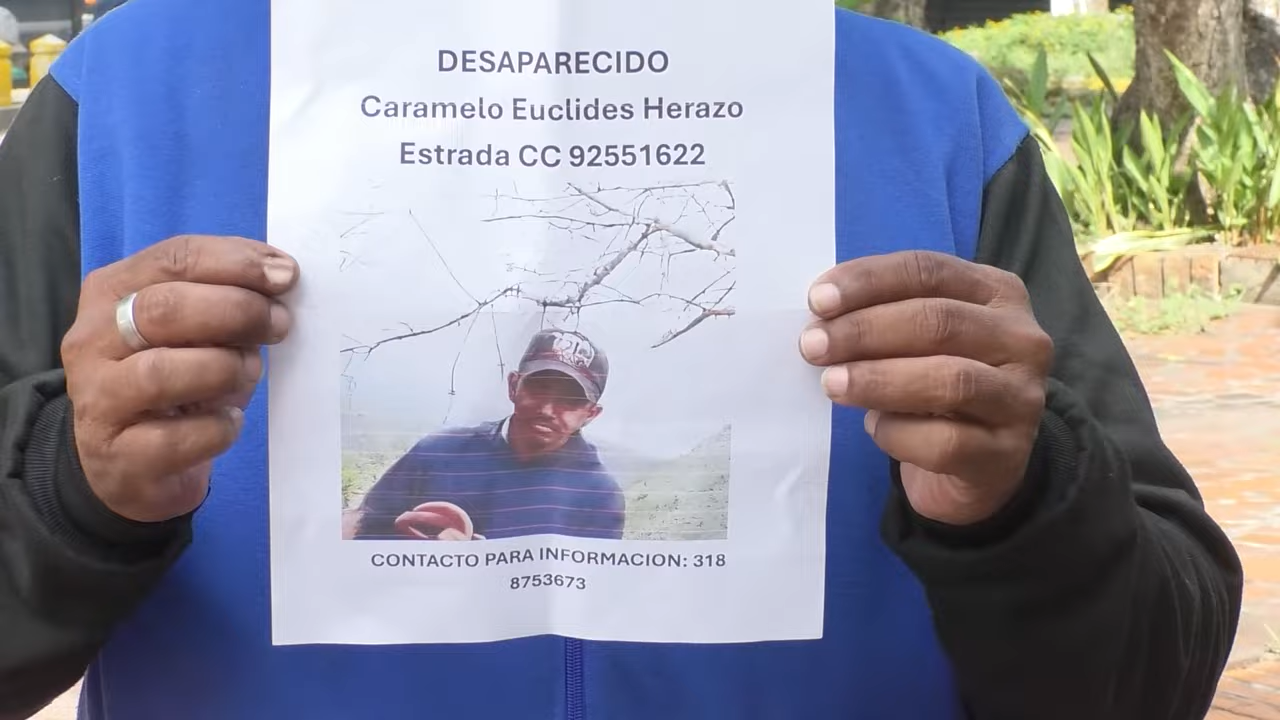 DESAPARECIDO
Caramelo Euclides Herazo
Estrada CC 92551622
CONTACTO PARA INFORMACION: 318
8753673